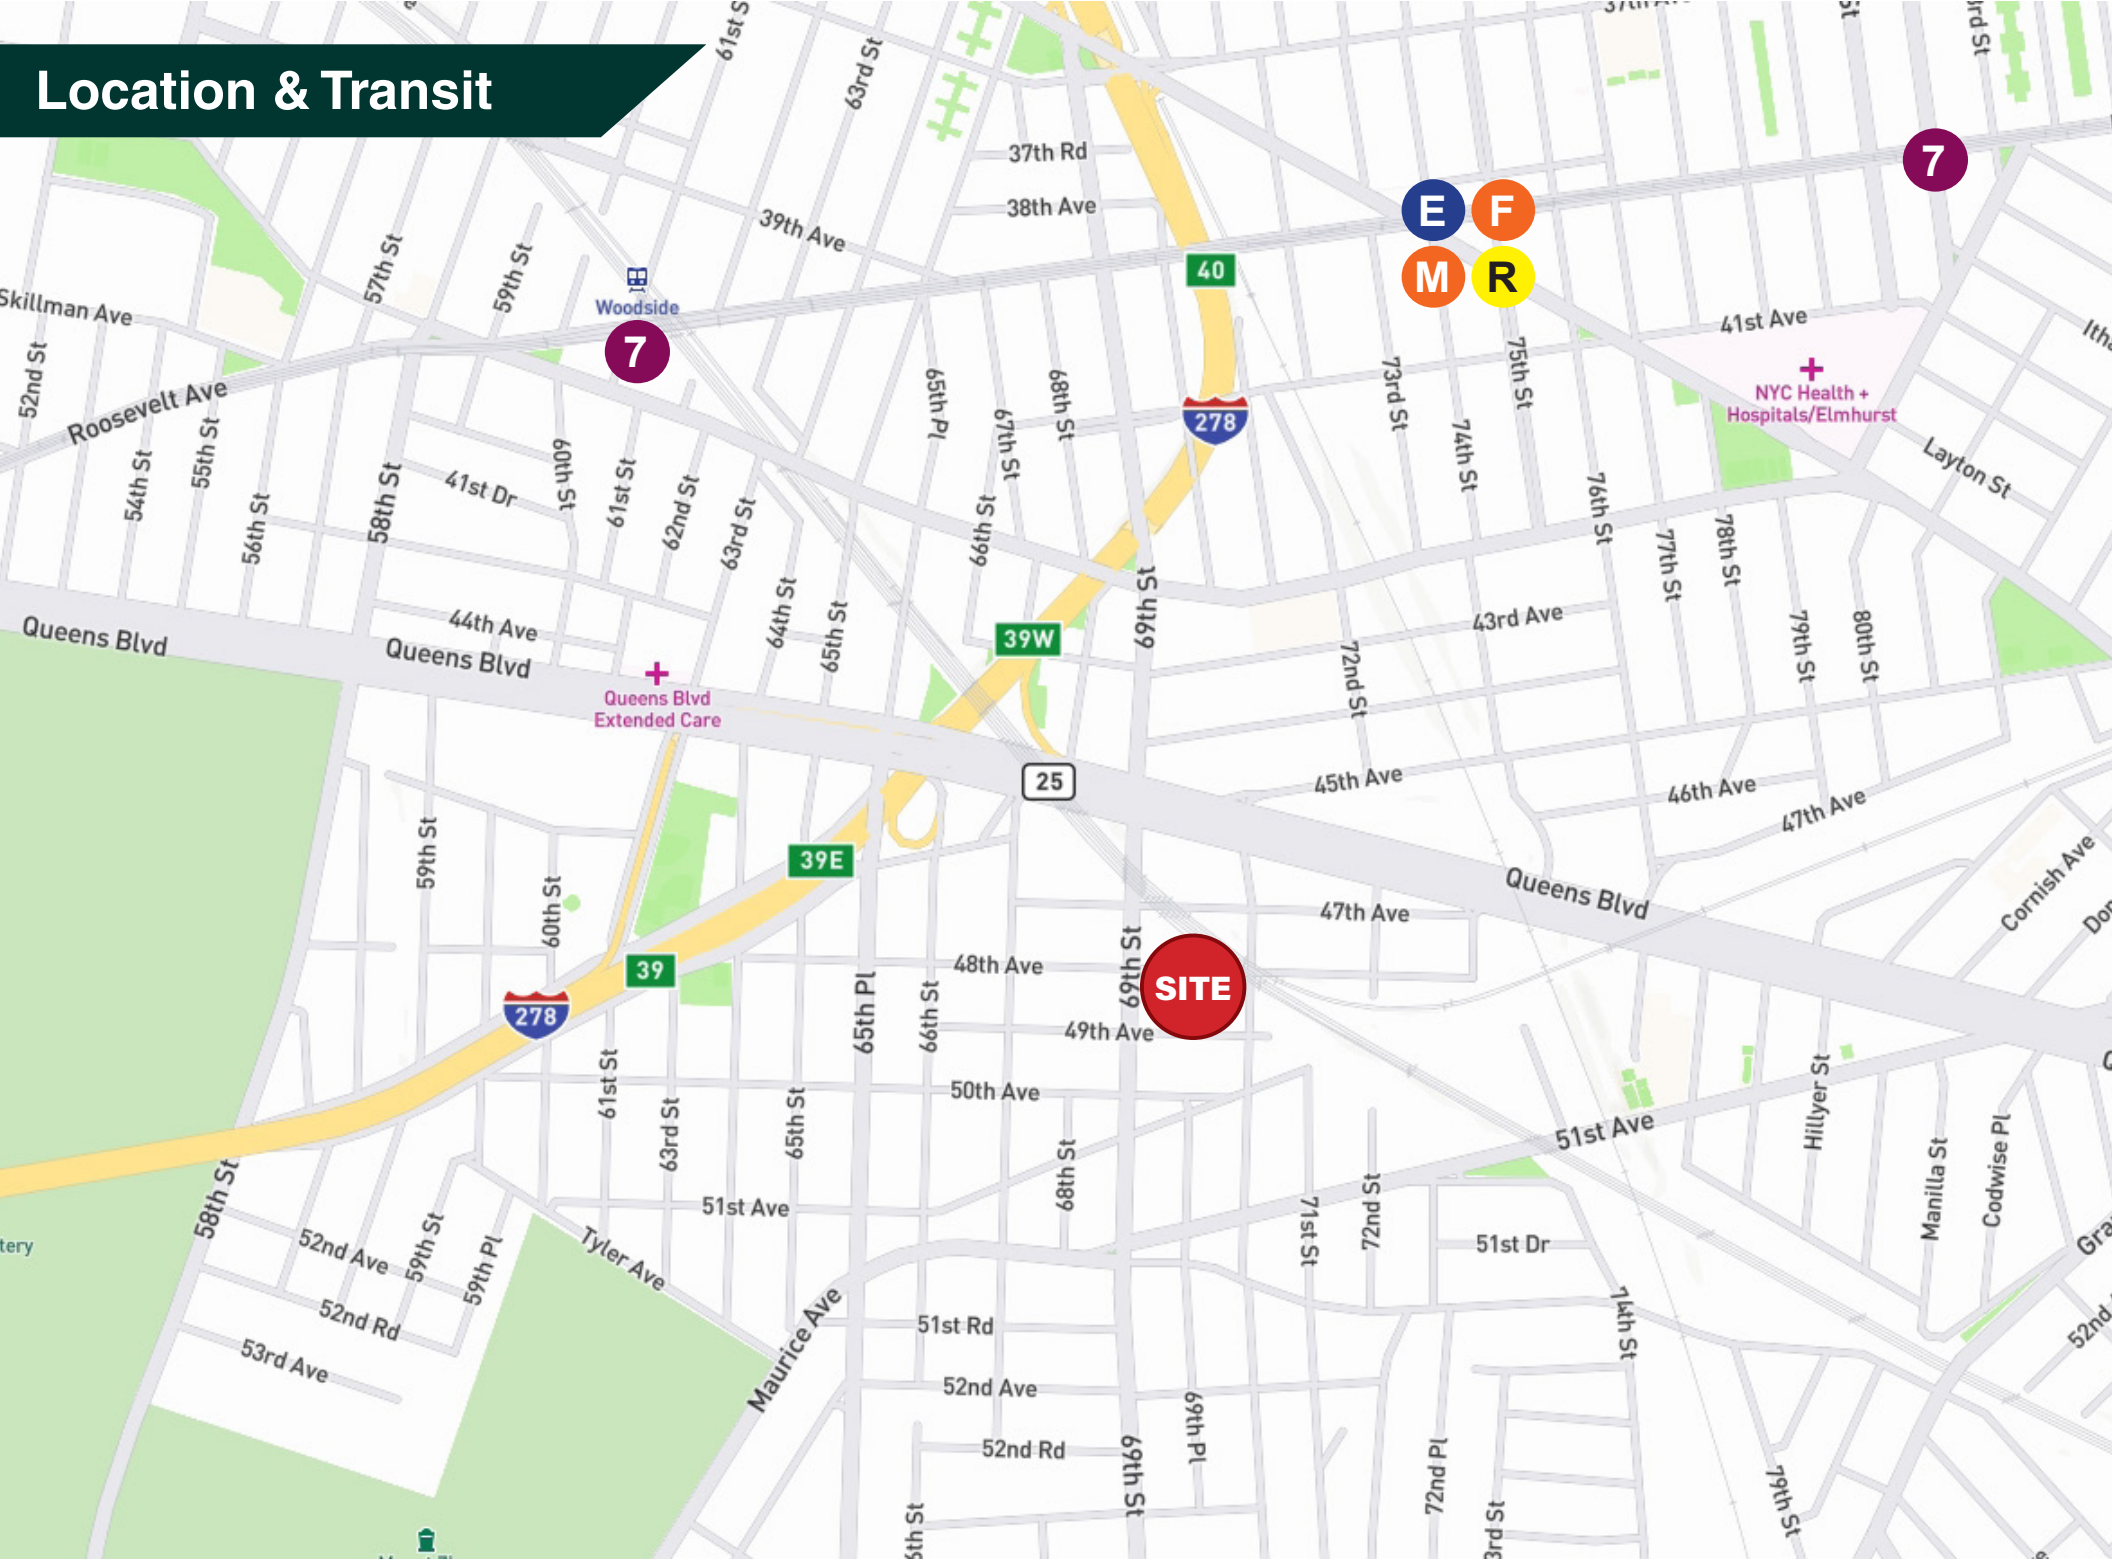 Location & Transit
61st S
63rd St
rd St
37th Rd
38th Ave
39th Ave
7
E
F
M
R
40
57th St
59th St
Woodside
7
Skillman Ave
52nd St
Roosevelt Ave
54th St
55th St
56th St
58th St
41st Dr
60th St
61st St
62nd St
63rd St
64th St
65th St
65th Pl
66th St
67th St
68th St
278
69th St
73rd St
74th St
75th St
76th St
77th St
78th St
79th St
80th St
41st Ave
NYC Health +
Hospitals/Elmhurst
Layton St
Itha
43rd Ave
72nd St
44th Ave
Queens Blvd
Queens Blvd
Queens Blvd
Extended Care
39W
25
45th Ave
46th Ave
47th Ave
Queens Blvd
Cornish Ave
Don
59th St
60th St
39E
39
278
47th Ave
48th Ave
49th Ave
50th Ave
69th St
SITE
65th Pl
66th St
61st St
63rd St
65th St
68th St
51st Ave
51st Ave
Hillyer St
Manilla St
Codwise Pl
Gra
52nd
58th St
52nd Ave
59th St
59th Pl
52nd Rd
53rd Ave
Tyler Ave
Maurice Ave
51st Rd
52nd Ave
52nd Rd
71st St
72nd St
51st Dr
74th St
69th Pl
69th St
72nd Pl
3rd St
79th St
tery